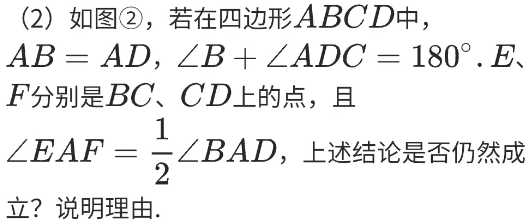 （2）如图②，若在四边形ABCD中，
AB = AD，∠B + ∠ADC = 180°. E、
F分别是BC、CD上的点，且
∠EAF = \frac{1}{2}∠BAD，上述结论是否仍然成
立？说明理由.